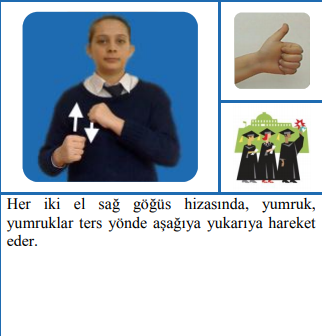 Her iki el sağ göğüs hizasında, yumruk,
yumruklar ters yönde aşağıya yukarıya hareket
eder.